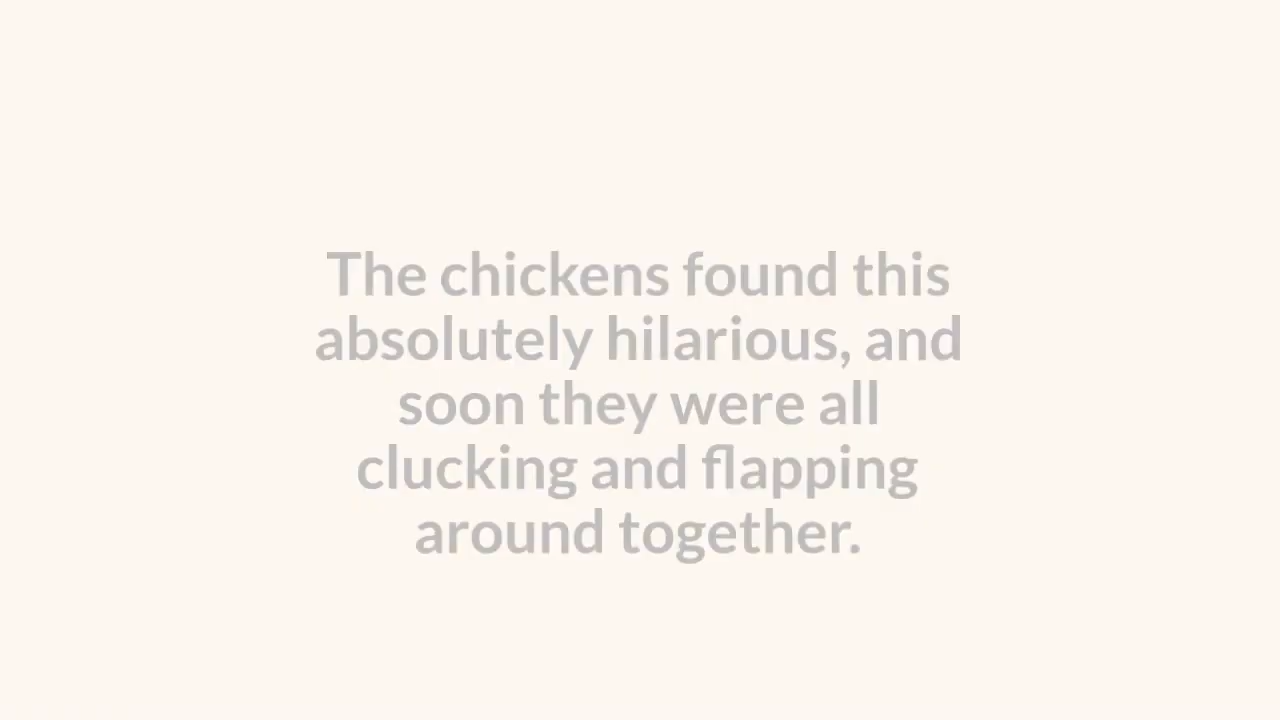 The chickens found this
absolutely hilarious, and
soon they were all
clucking and flapping
around together.